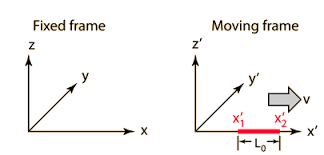 Fixed frame
z
y
x
Moving frame
z′
y′
v
x′₁
x′₂
x′
L₀